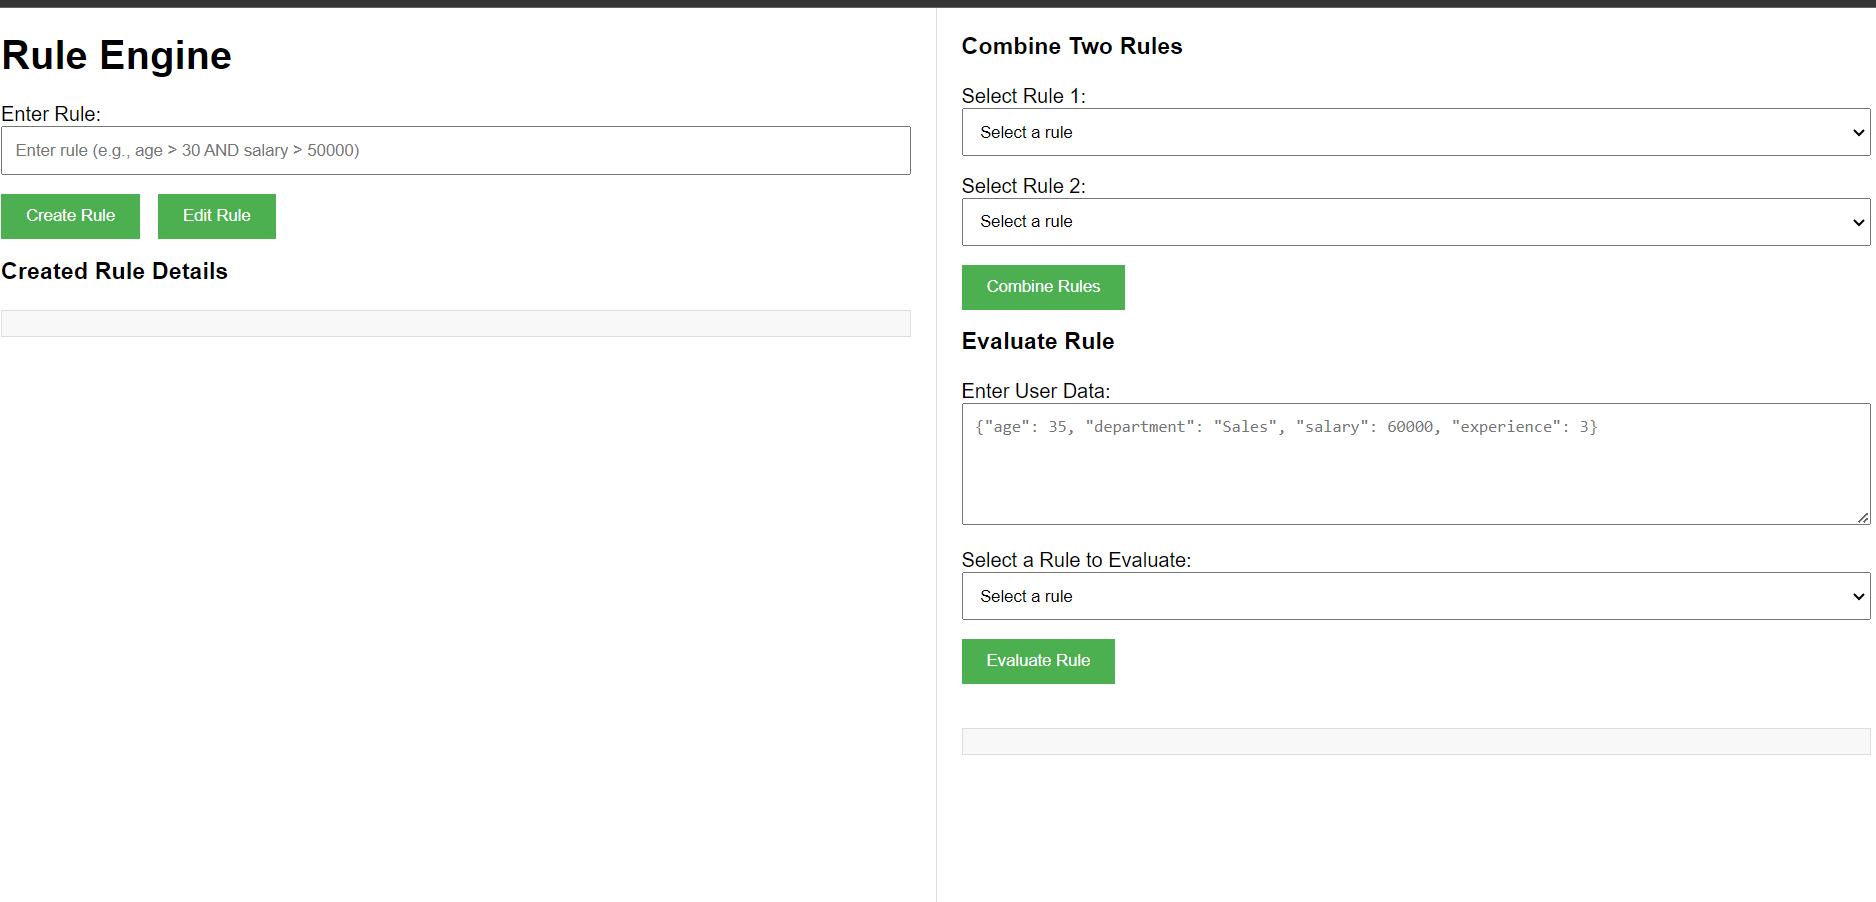 Rule Engine
Enter Rule:
Enter rule (e.g., age > 30 AND salary > 50000)
Create Rule
Edit Rule
Created Rule Details
Combine Two Rules
Select Rule 1:
Select a rule
Select Rule 2:
Select a rule
Combine Rules
Evaluate Rule
Enter User Data:
{"age": 35, "department": "Sales", "salary": 60000, "experience": 3}
Select a Rule to Evaluate:
Select a rule
Evaluate Rule